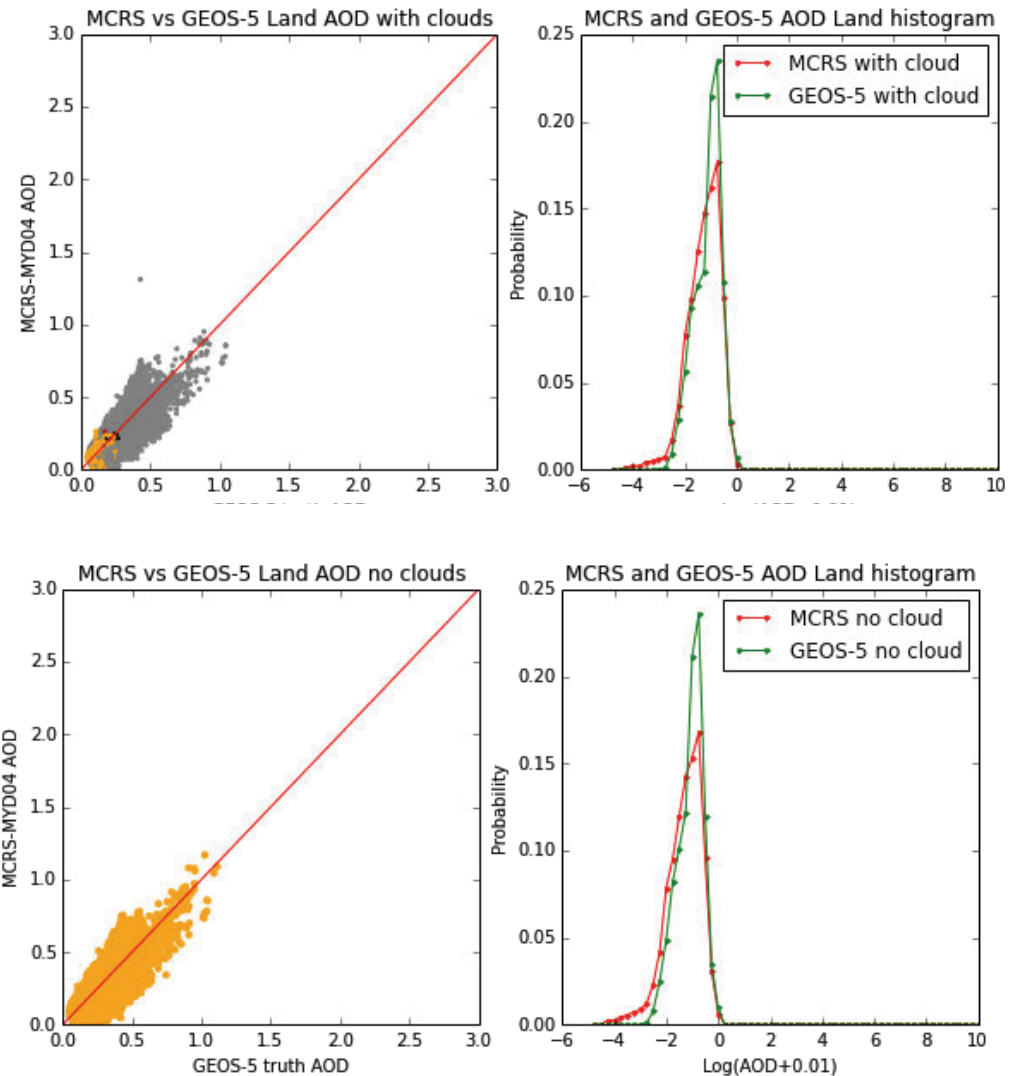 MCRS vs GEOS-5 Land AOD with clouds
3.0
2.5
2.0
1.5
1.0
0.5
0.0
MCRS-MYD04 AOD
0.0 0.5 1.0 1.5 2.0 2.5 3.0
MCRS and GEOS-5 AOD Land histogram
0.25
0.20
0.15
0.10
0.05
0.00
Probability
MCRS with cloud
GEOS-5 with cloud
−6 −4 −2 0 2 4 6 8 10
MCRS vs GEOS-5 Land AOD no clouds
3.0
2.5
2.0
1.5
1.0
0.5
0.0
MCRS-MYD04 AOD
0.0 0.5 1.0 1.5 2.0 2.5 3.0
GEOS-5 truth AOD
MCRS and GEOS-5 AOD Land histogram
0.25
0.20
0.15
0.10
0.05
0.00
Probability
MCRS no cloud
GEOS-5 no cloud
−6 −4 −2 0 2 4 6 8 10
Log(AOD+0.01)